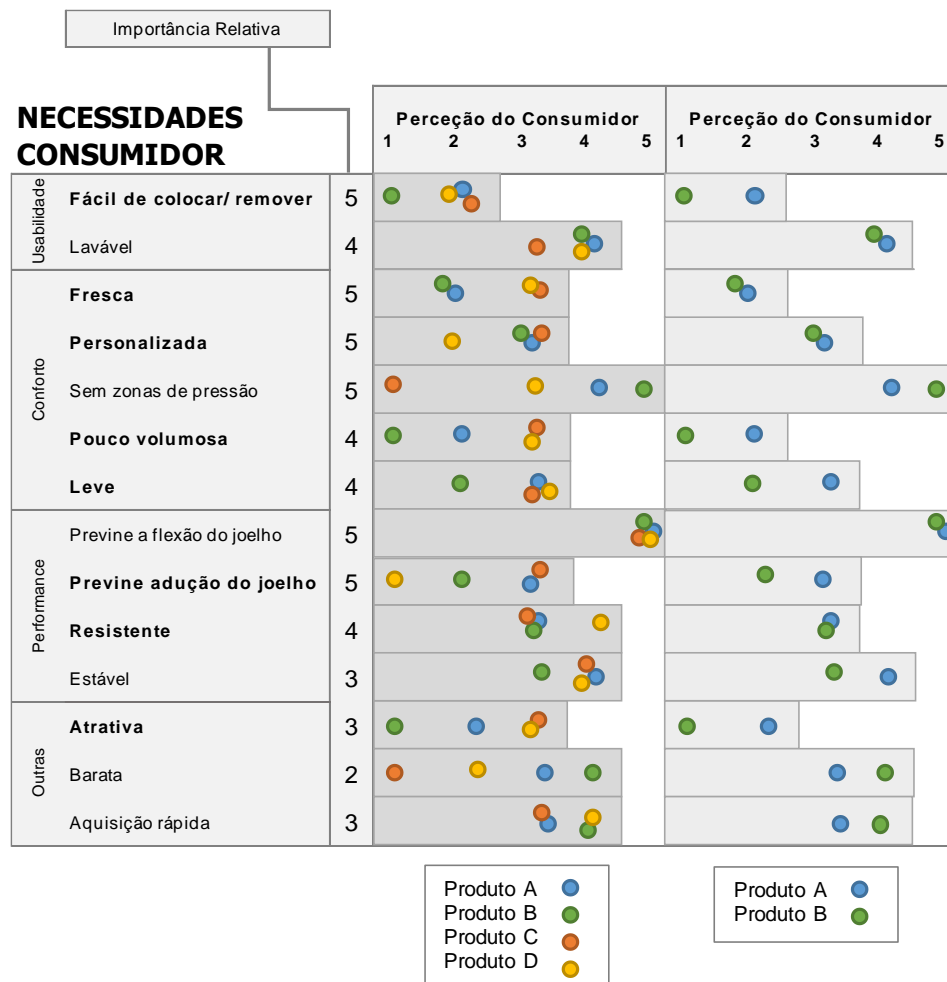 Importância Relativa
NECESSIDADES
CONSUMIDOR
Perceção do Consumidor
1 2 3 4 5
Perceção do Consumidor
1 2 3 4 5
Usabilidade
Fácil de colocar/ remover 5
Lavável 4
Conforto
Fresca 5
Personalizada 5
Sem zonas de pressão 5
Pouco volumosa 4
Leve 4
Performance
Previne a flexão do joelho 5
Previne adução do joelho 5
Resistente 4
Estável 3
Outras
Atrativa 3
Barata 2
Aquisição rápida 3
Produto A
Produto B
Produto C
Produto D
Produto A
Produto B